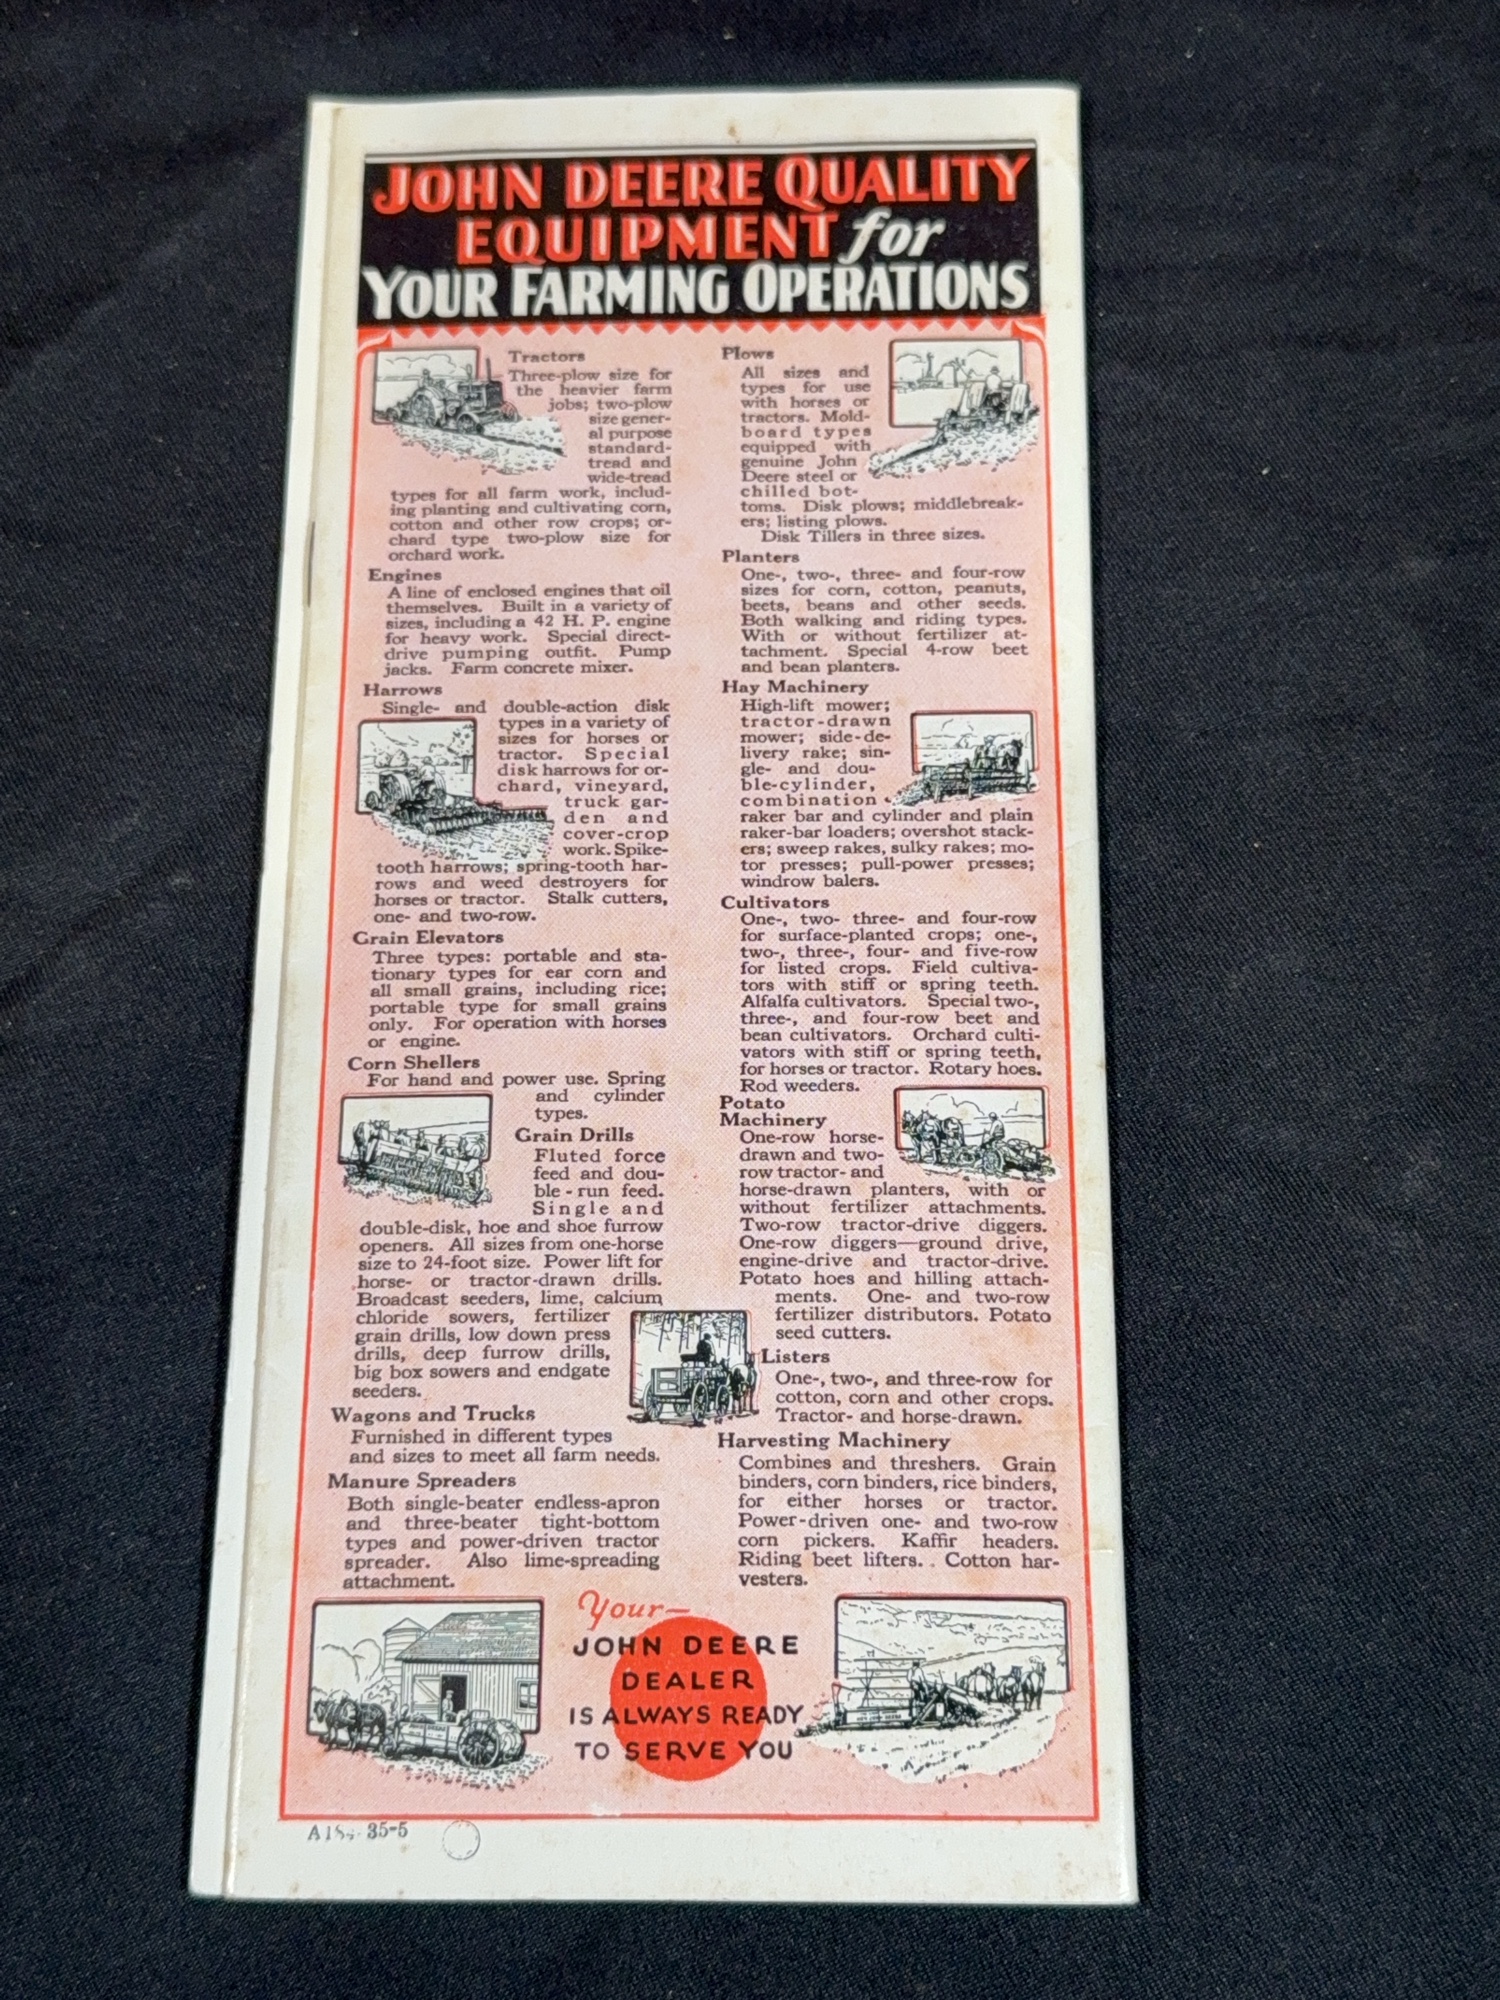 JOHN DEERE QUALITY
EQUIPMENT for
YOUR FARMING OPERATIONS
Tractors
Three-plow size for
the heavier farm
jobs; two-plow
size gener-
al purpose
standard-
tread and
wide-tread
types for all farm work, includ-
ing planting and cultivating corn,
cotton and other row crops; or-
chard type two-plow size for
orchard work.
Engines
A line of enclosed engines that oil
themselves. Built in a variety of
sizes, including a 42 H. P. engine
for heavy work. Special direct-
drive pumping outfit. Pump
jacks. Farm concrete mixer.
Harrows
Single- and double-action disk
types in a variety of
sizes for horses or
tractor. Special
disk harrows for or-
chard, vineyard,
truck gar-
den and
cover-crop
work. Spike-
tooth harrows; spring-tooth har-
rows and weed destroyers for
horses or tractor. Stalk cutters,
one- and two-row.
Grain Elevators
Three types: portable and sta-
tionary types for ear corn and
all small grains, including rice;
portable type for small grains
only. For operation with horses
or engine.
Corn Shellers
For hand and power use. Spring
and cylinder
types.
Grain Drills
Fluted force
feed and dou-
ble-run feed.
Single and
double-disk, hoe and shoe furrow
openers. All sizes from one-horse
size to 24-foot size. Power lift for
horse- or tractor-drawn drills.
Broadcast seeders, lime, calcium
chloride sowers, fertilizer
grain drills, low down press
drills, deep furrow drills,
big box sowers and endgate
seeders.
Wagons and Trucks
Furnished in different types
and sizes to meet all farm needs.
Manure Spreaders
Both single-beater endless-apron
and three-beater tight-bottom
types and power-driven tractor
spreader. Also lime-spreading
attachment.
Plows
All sizes and
types for use
with horses or
tractors. Mold-
board types
equipped with
genuine John
Deere steel or
chilled bot-
toms. Disk plows; middlebreak-
ers; listing plows.
Disk Tillers in three sizes.
Planters
One-, two-, three- and four-row
sizes for corn, cotton, peanuts,
beets, beans and other seeds.
Both walking and riding types.
With or without fertilizer at-
tachment. Special 4-row beet
and bean planters.
Hay Machinery
High-lift mower;
tractor-drawn
mower; side-de-
livery rake; sin-
gle- and dou-
ble-cylinder,
combination
raker bar and cylinder and plain
raker-bar loaders; overshot stack-
ers; sweep rakes, sulky rakes; mo-
tor presses; pull-power presses;
windrow balers.
Cultivators
One-, two- three- and four-row
for surface-planted crops; one-,
two-, three-, four- and five-row
for listed crops. Field cultiva-
tors with stiff or spring teeth.
Alfalfa cultivators. Special two-,
three-, and four-row beet and
bean cultivators. Orchard culti-
vators with stiff or spring teeth,
for horses or tractor. Rotary hoes.
Rod weeders.
Potato
Machinery
One-row horse-
drawn and two-
row tractor- and
horse-drawn planters, with or
without fertilizer attachments.
Two-row tractor-drive diggers.
One-row diggers—ground drive,
engine-drive and tractor-drive.
Potato hoes and hilling attach-
ments. One- and two-row
fertilizer distributors. Potato
seed cutters.
Listers
One-, two-, and three-row for
cotton, corn and other crops.
Tractor- and horse-drawn.
Harvesting Machinery
Combines and threshers. Grain
binders, corn binders, rice binders,
for either horses or tractor.
Power-driven one- and two-row
corn pickers. Kaffir headers.
Riding beet lifters. Cotton har-
vesters.
Your—
JOHN DEERE
DEALER
IS ALWAYS READY
TO SERVE YOU
35-5